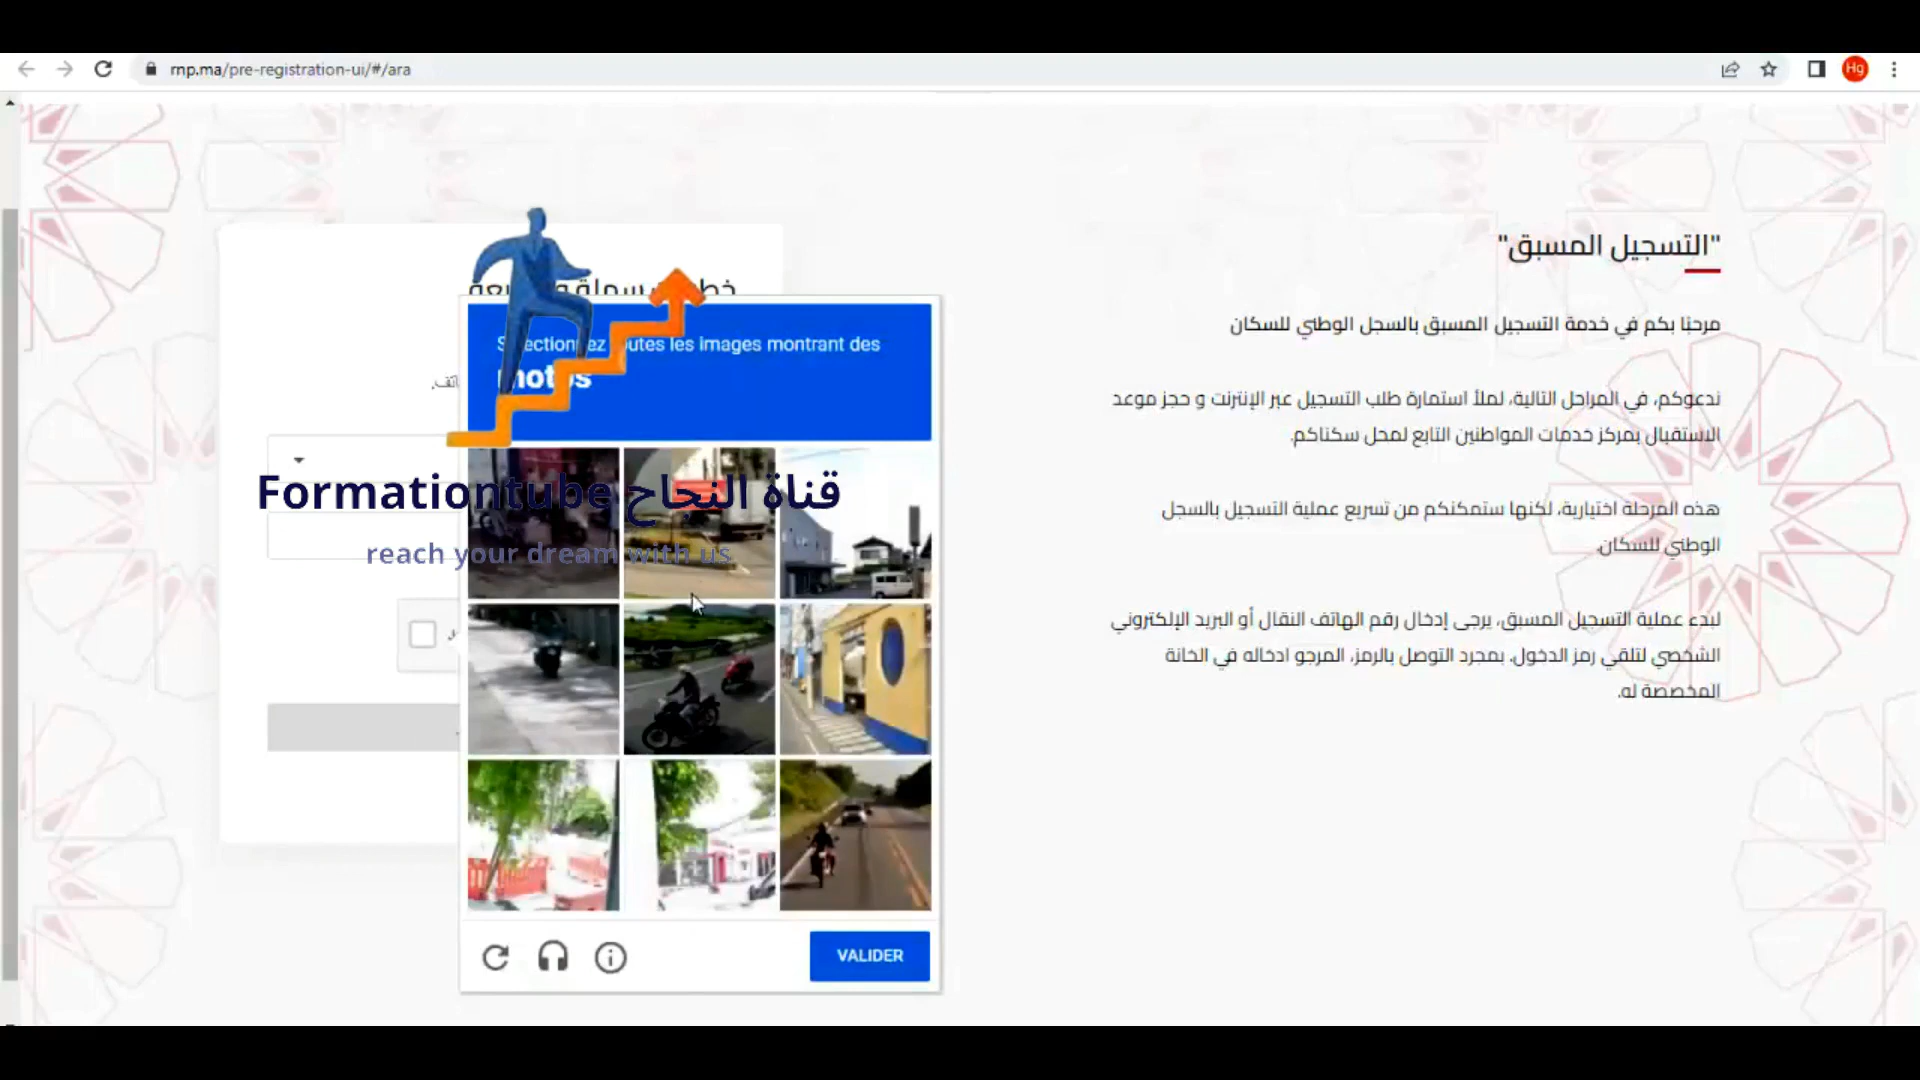 rnp.ma/pre-registration-ui/#/ara
Hg
"التسجيل المسبق"
مرحبًا بكم في خدمة التسجيل المسبق بالسجل الوطني للسكان
ندعوكم، في المراحل التالية، لملأ استمارة طلب التسجيل عبر الإنترنت و حجز موعد
الاستقبال بمركز خدمات المواطنين التابع لمحل سكناكم.
هذه المرحلة اختيارية، لكنها ستمكنكم من تسريع عملية التسجيل بالسجل
الوطني للسكان.
لبدء عملية التسجيل المسبق، يرجى إدخال رقم الهاتف النقال أو البريد الإلكتروني
الشخصي لتلقي رمز الدخول. بمجرد التوصل بالرمز، المرجو ادخاله في الخانة
المخصصة له.
les images montrant des
motos
Formationtube قناة النجاح
reach your dream with us
VALIDER